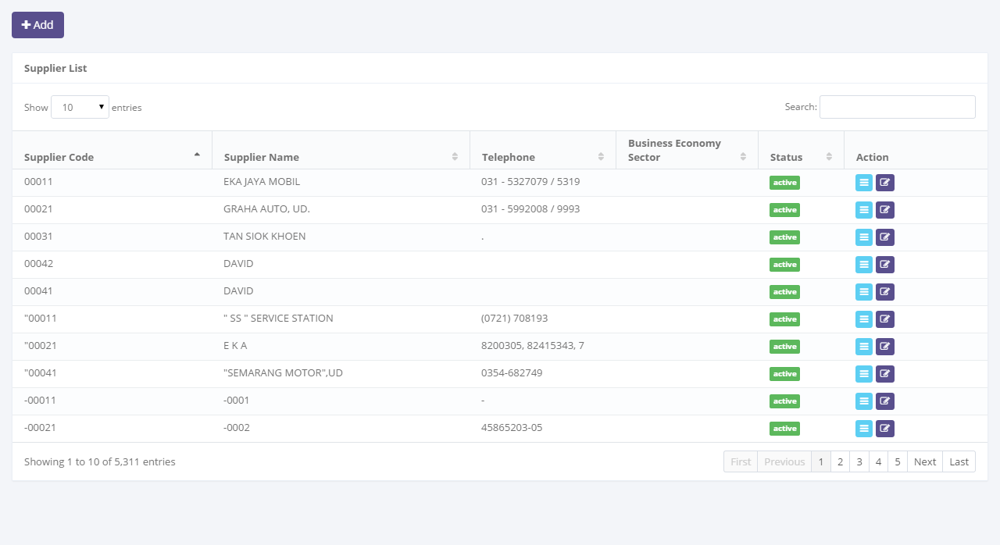 Add
Supplier List
Show 10 entries Search:
Supplier Code Supplier Name Telephone Business Economy Sector Status Action
00011 EKA JAYA MOBIL 031 - 5327079 / 5319 active
00021 GRAHA AUTO, UD. 031 - 5992008 / 9993 active
00031 TAN SIOK KHOEN . active
00042 DAVID active
00041 DAVID active
"00011 " SS " SERVICE STATION (0721) 708193 active
"00021 E K A 8200305, 82415343, 7 active
"00041 "SEMARANG MOTOR",UD 0354-682749 active
-00011 -0001 - active
-00021 -0002 45865203-05 active
Showing 1 to 10 of 5,311 entries First Previous 1 2 3 4 5 Next Last